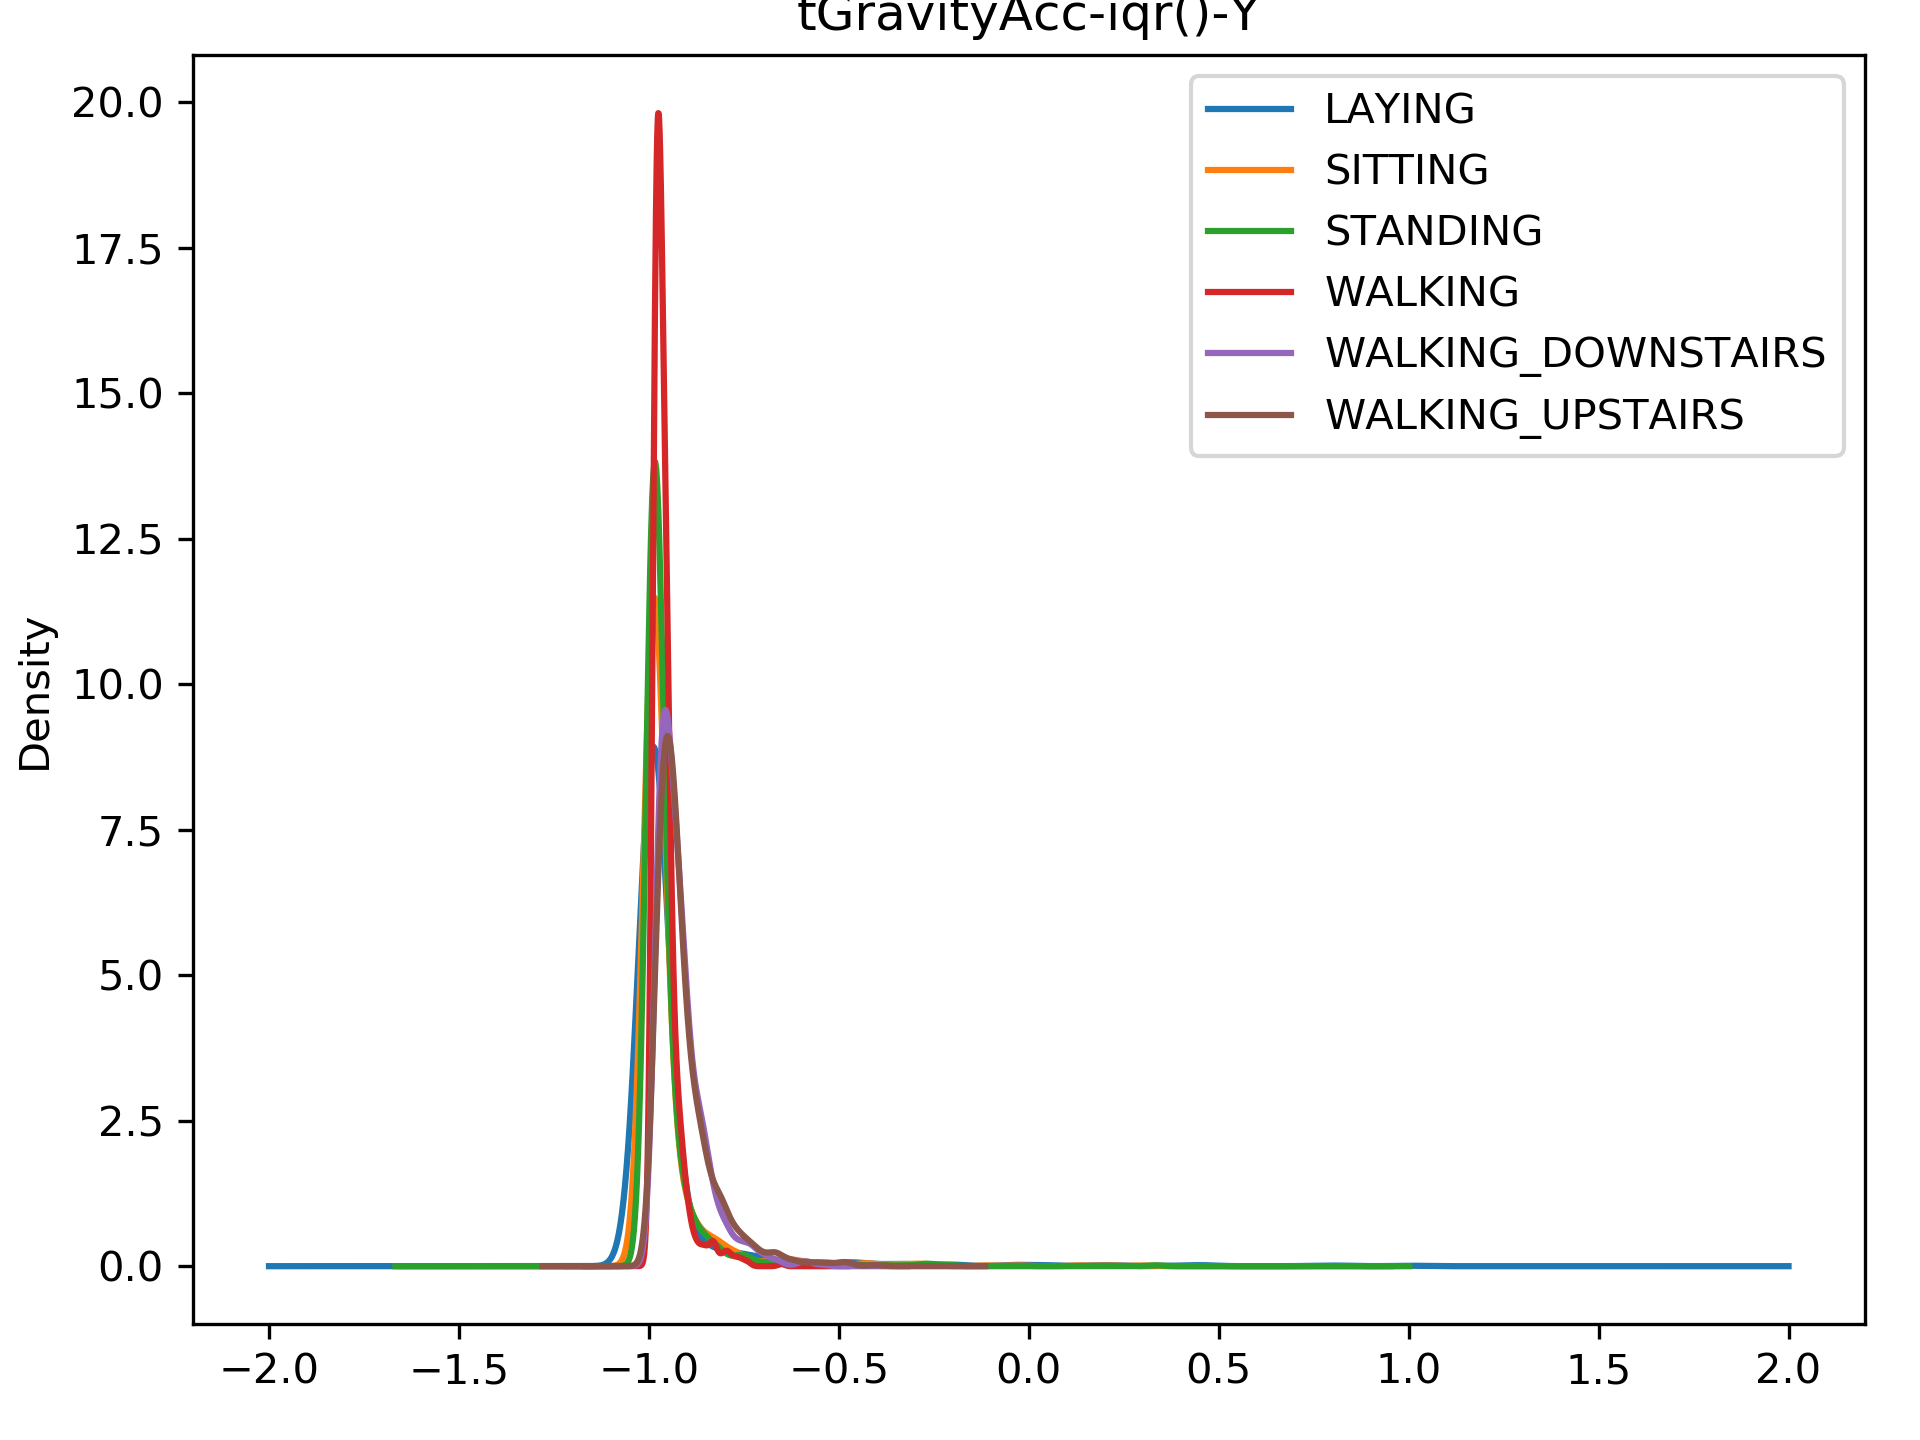 tGravityAcc-iqr()-Y
20.0
17.5
15.0
12.5
10.0
7.5
5.0
2.5
0.0
Density
LAYING
SITTING
STANDING
WALKING
WALKING_DOWNSTAIRS
WALKING_UPSTAIRS
−2.0 −1.5 −1.0 −0.5 0.0 0.5 1.0 1.5 2.0